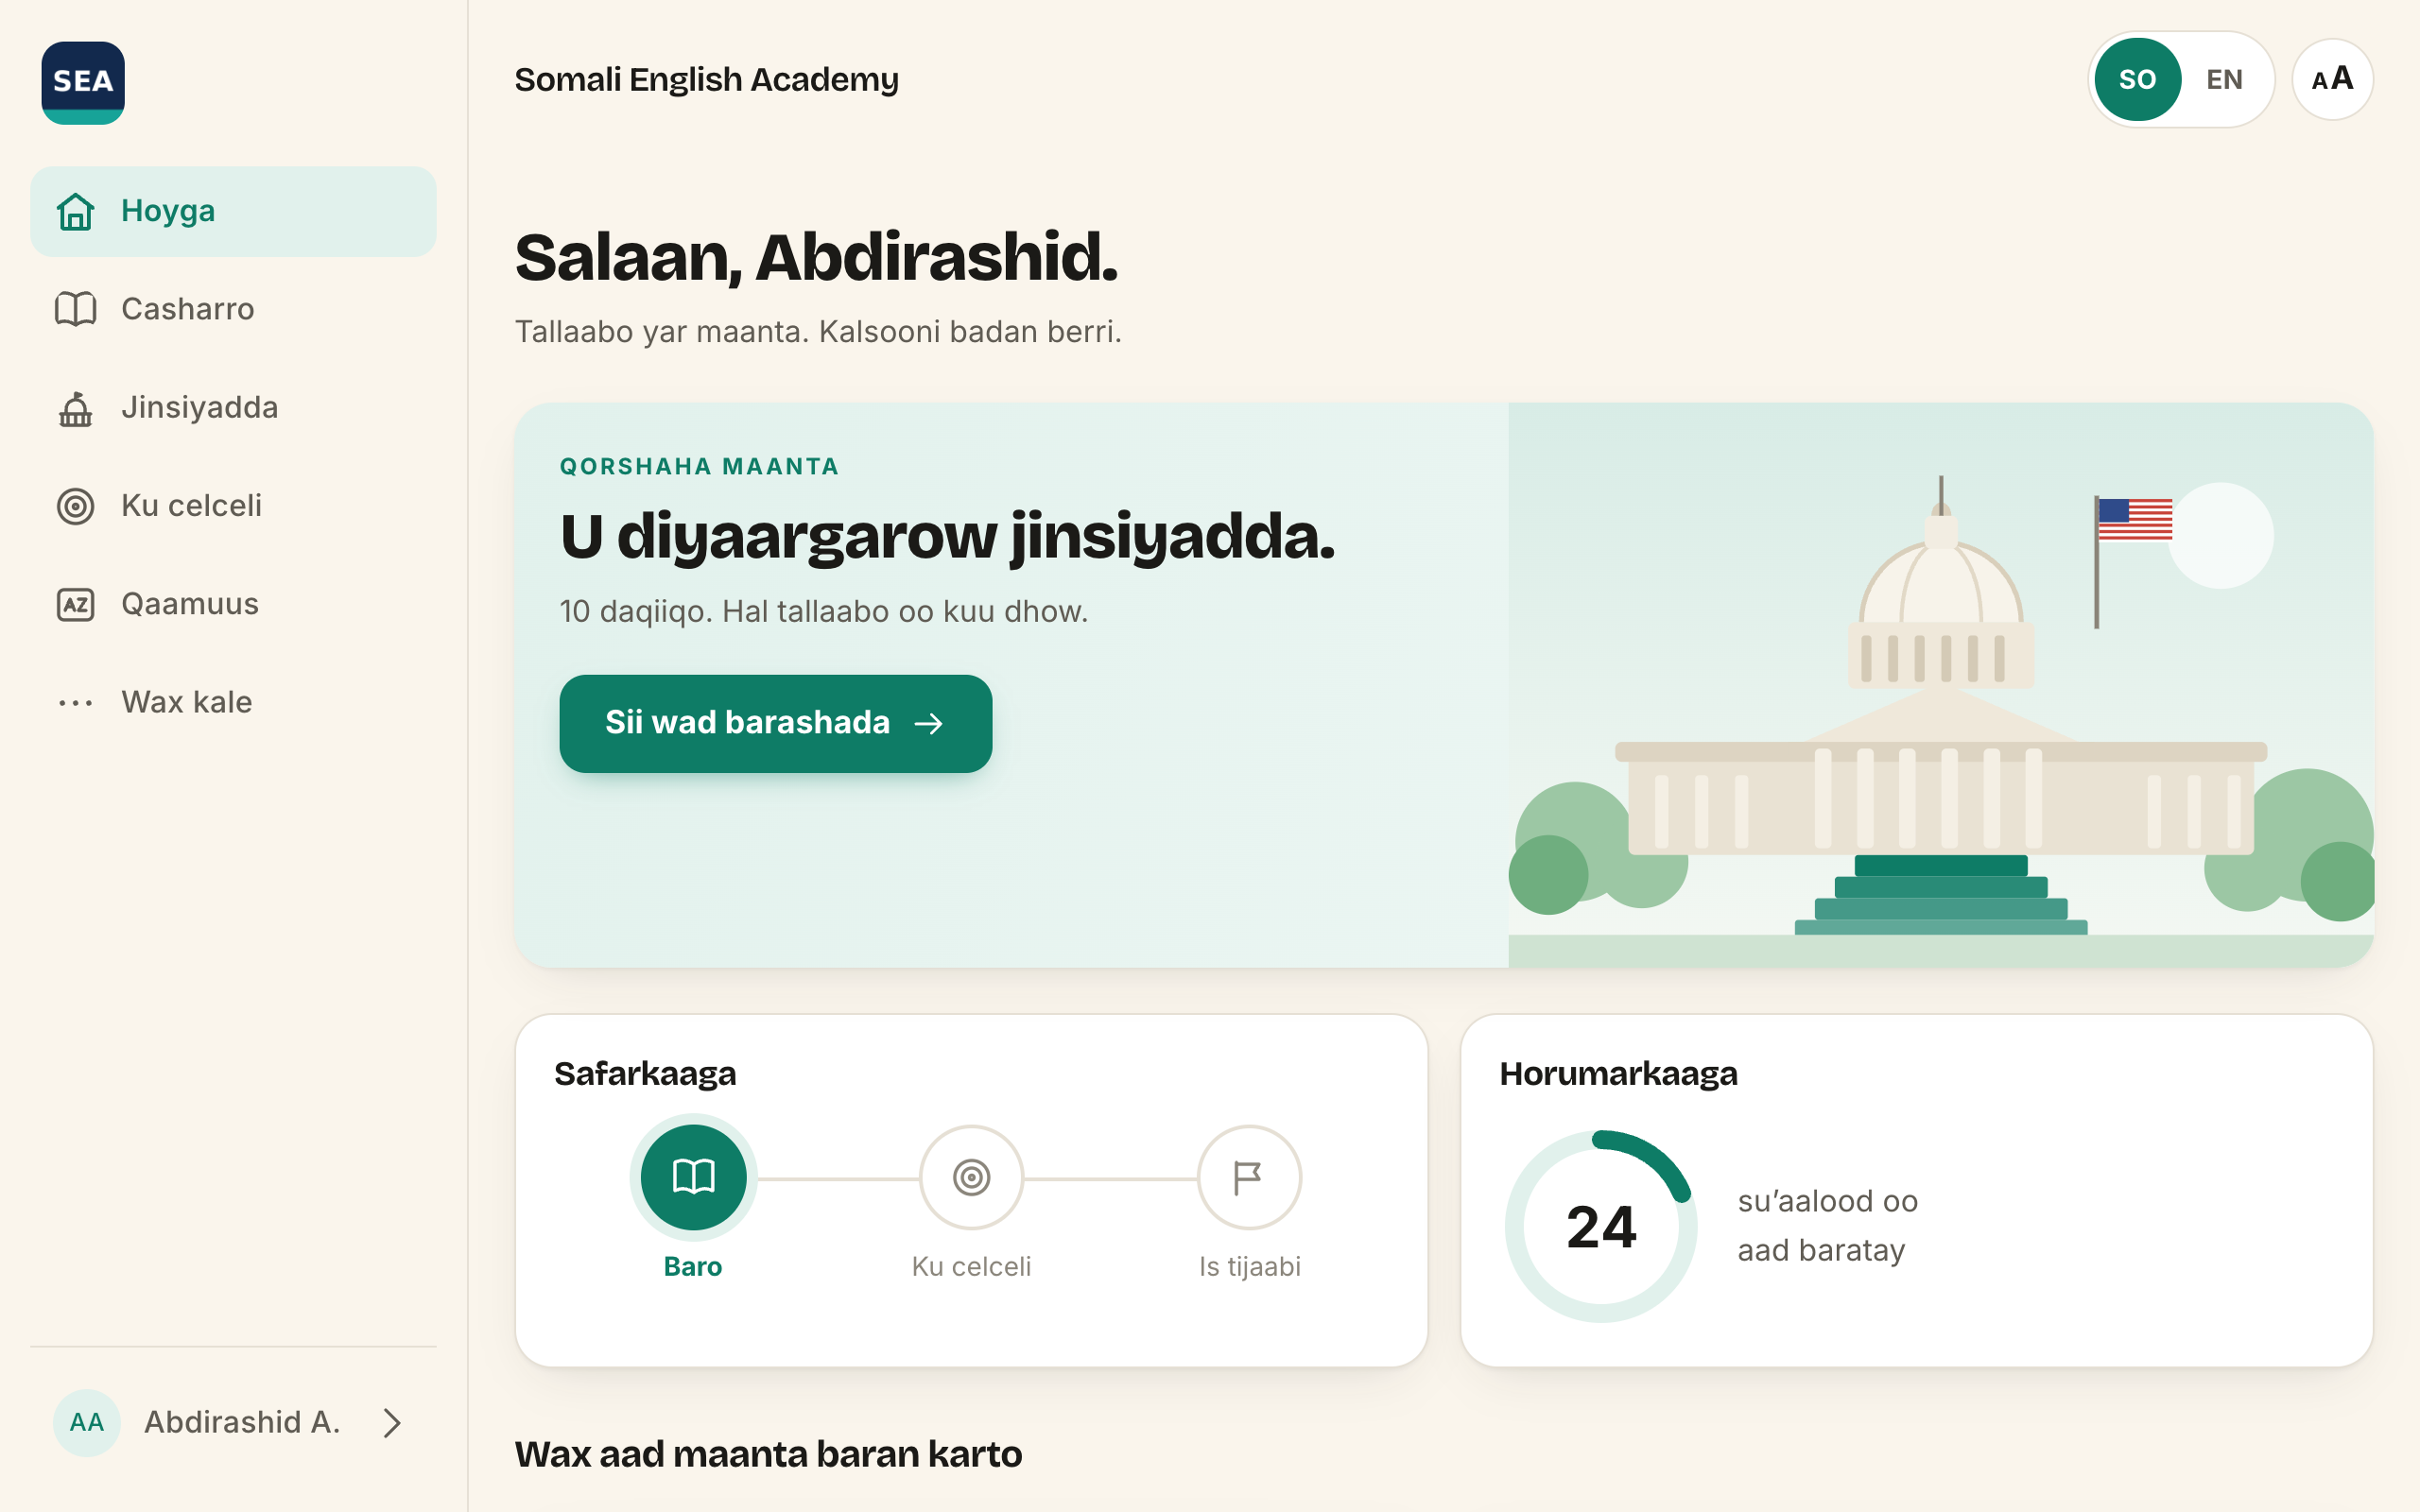 SEA
Hoyga
Casharro
Jinsiyadda
Ku celceli
AZ
Qaamuus
Wax kale
AA
Abdirashid A.
Somali English Academy
SO
EN
AA
Salaan, Abdirashid.
Tallaabo yar maanta. Kalsooni badan berri.
QORSHAHA MAANTA
U diyaargarow jinsiyadda.
10 daqiiqo. Hal tallaabo oo kuu dhow.
Sii wad barashada
Safarkaaga
Baro
Ku celceli
Is tijaabi
Horumarkaaga
24
su’aalood oo
aad baratay
Wax aad maanta baran karto